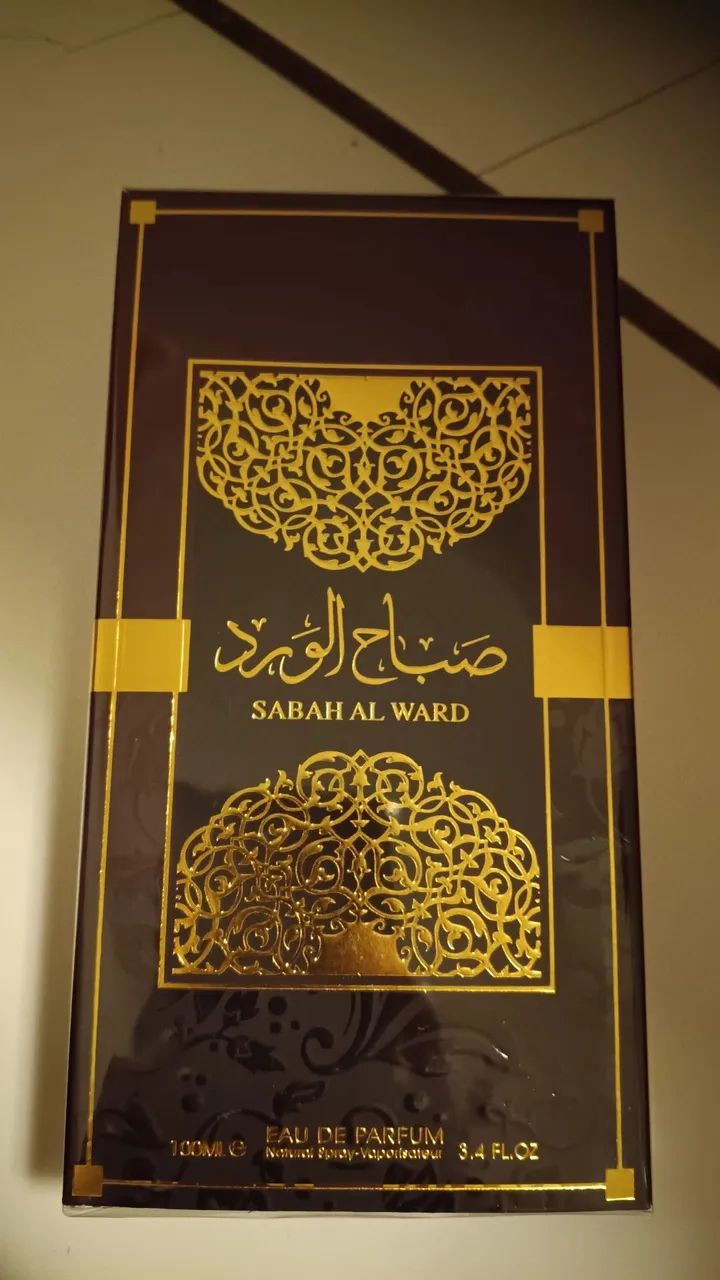 صباح الورد
SABAH AL WARD
EAU DE PARFUM
100ML ℮ Natural Spray-Vaporisateur 3.4 FL.OZ